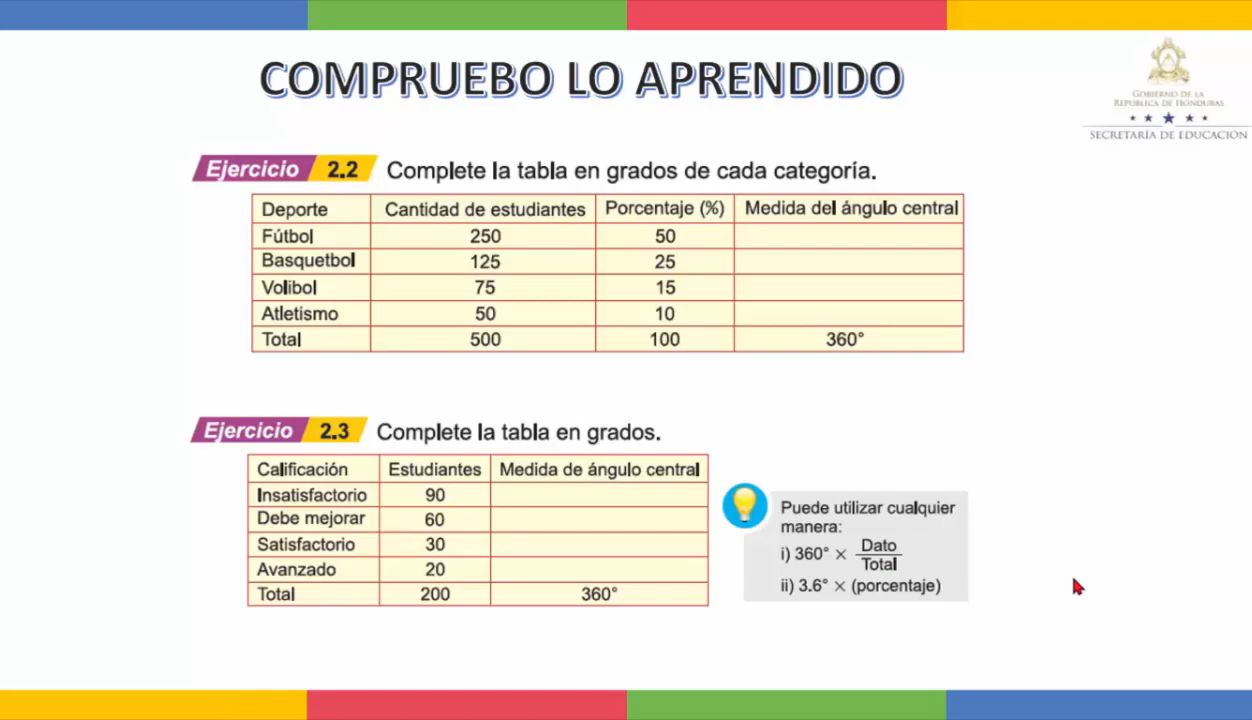 COMPRUEBO LO APRENDIDO
GOBIERNO DE LA
REPÚBLICA DE HONDURAS
SECRETARÍA DE EDUCACIÓN
Ejercicio 2.2 Complete la tabla en grados de cada categoría.
Deporte Cantidad de estudiantes Porcentaje (%) Medida del ángulo central
Fútbol 250 50
Basquetbol 125 25
Volibol 75 15
Atletismo 50 10
Total 500 100 360°
Ejercicio 2.3 Complete la tabla en grados.
Calificación Estudiantes Medida de ángulo central
Insatisfactorio 90
Debe mejorar 60
Satisfactorio 30
Avanzado 20
Total 200 360°
Puede utilizar cualquier
manera:
i) 360° × Dato
Total
ii) 3.6° × (porcentaje)